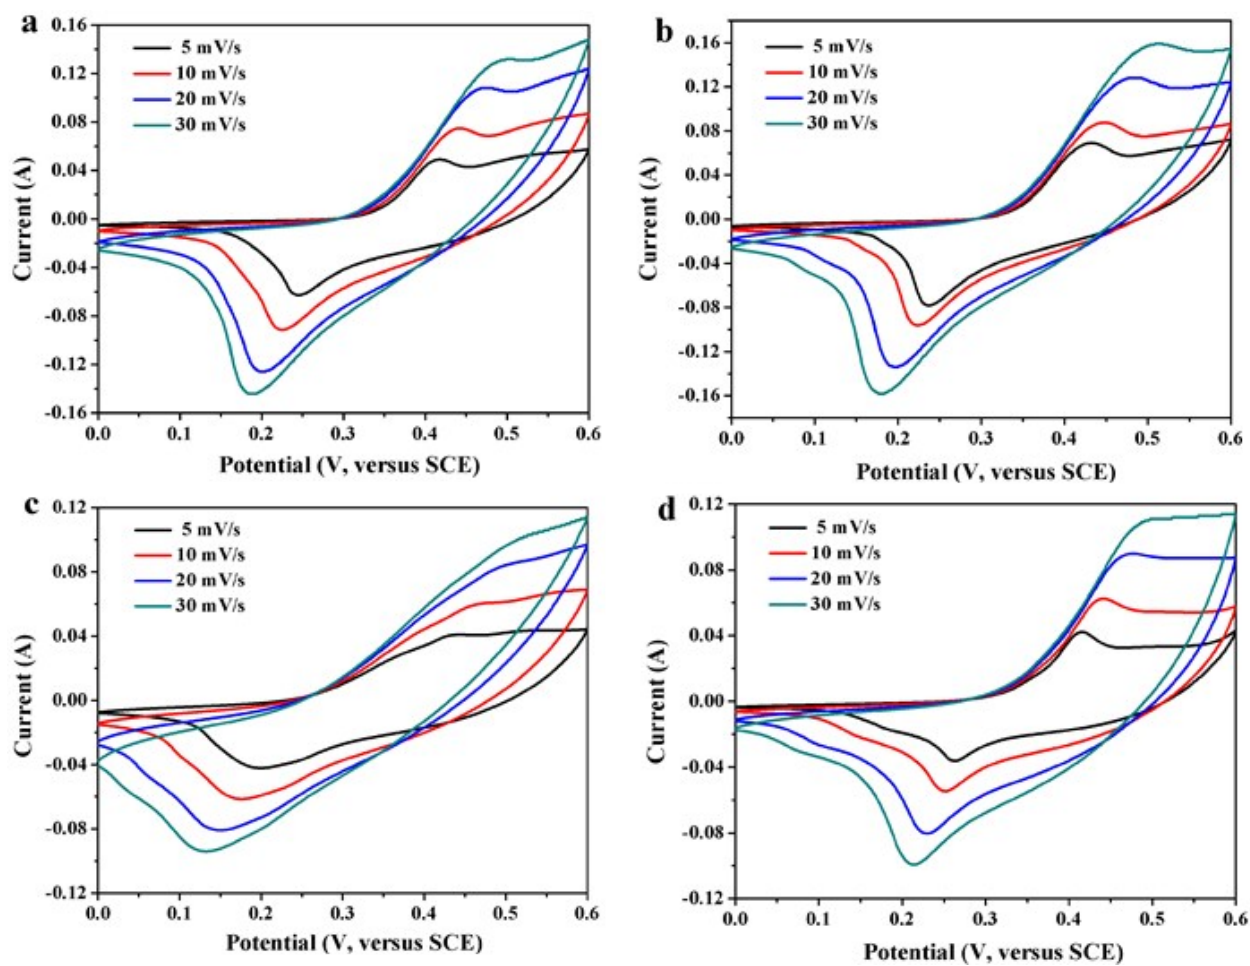 a
5 mV/s
10 mV/s
20 mV/s
30 mV/s
0.16
0.12
0.08
0.04
0.00
-0.04
-0.08
-0.12
-0.16
Current (A)
0.0 0.1 0.2 0.3 0.4 0.5 0.6
Potential (V, versus SCE)
b
5 mV/s
10 mV/s
20 mV/s
30 mV/s
0.16
0.12
0.08
0.04
0.00
-0.04
-0.08
-0.12
-0.16
Current (A)
0.0 0.1 0.2 0.3 0.4 0.5 0.6
Potential (V, versus SCE)
c
5 mV/s
10 mV/s
20 mV/s
30 mV/s
0.12
0.08
0.04
0.00
-0.04
-0.08
-0.12
Current (A)
0.0 0.1 0.2 0.3 0.4 0.5 0.6
Potential (V, versus SCE)
d
5 mV/s
10 mV/s
20 mV/s
30 mV/s
0.12
0.08
0.04
0.00
-0.04
-0.08
-0.12
Current (A)
0.0 0.1 0.2 0.3 0.4 0.5 0.6
Potential (V, versus SCE)